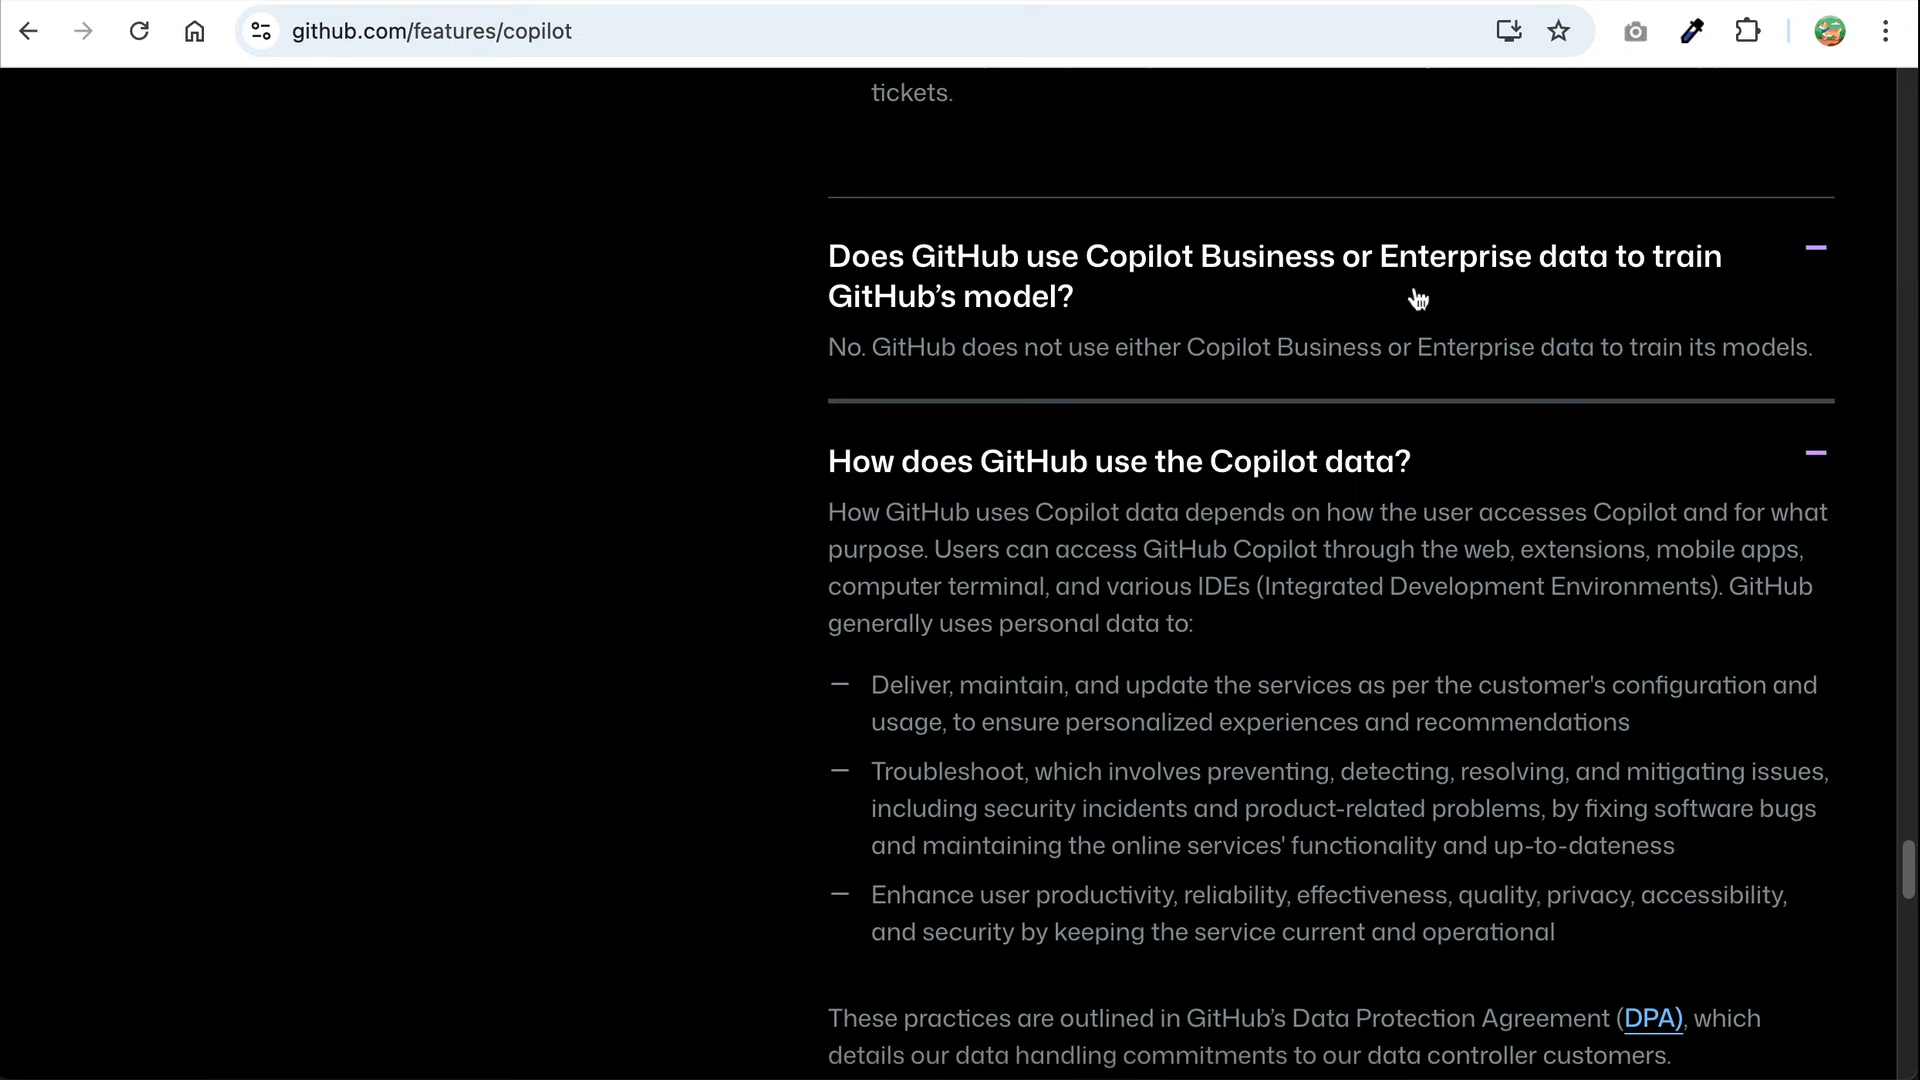 github.com/features/copilot
tickets.
Does GitHub use Copilot Business or Enterprise data to train
GitHub’s model?
No. GitHub does not use either Copilot Business or Enterprise data to train its models.
How does GitHub use the Copilot data?
How GitHub uses Copilot data depends on how the user accesses Copilot and for what
purpose. Users can access GitHub Copilot through the web, extensions, mobile apps,
computer terminal, and various IDEs (Integrated Development Environments). GitHub
generally uses personal data to:
— Deliver, maintain, and update the services as per the customer's configuration and
usage, to ensure personalized experiences and recommendations
— Troubleshoot, which involves preventing, detecting, resolving, and mitigating issues,
including security incidents and product-related problems, by fixing software bugs
and maintaining the online services' functionality and up-to-dateness
— Enhance user productivity, reliability, effectiveness, quality, privacy, accessibility,
and security by keeping the service current and operational
These practices are outlined in GitHub’s Data Protection Agreement (DPA), which
details our data handling commitments to our data controller customers.